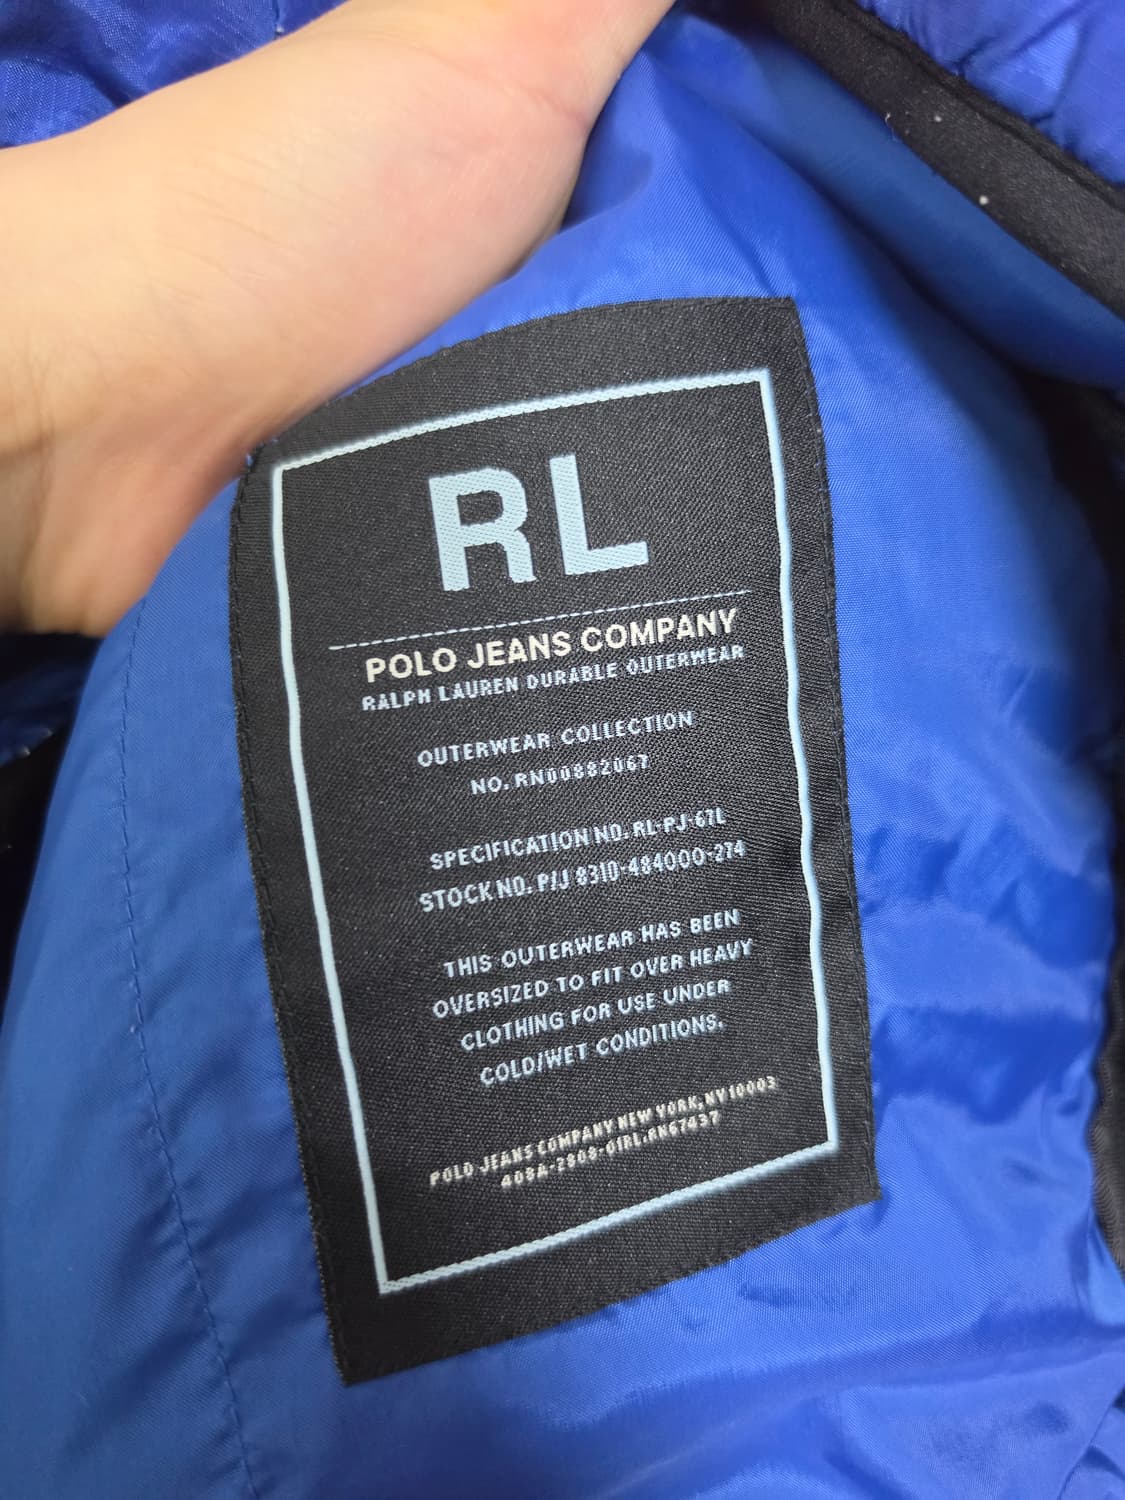 RL
POLO JEANS COMPANY
RALPH LAUREN DURABLE OUTERWEAR
OUTERWEAR COLLECTION
NO. RN00882067
SPECIFICATION NO. RL-PJ-67L
STOCK NO. P/J 8310-484000-274
THIS OUTERWEAR HAS BEEN
OVERSIZED TO FIT OVER HEAVY
CLOTHING FOR USE UNDER
COLD/WET CONDITIONS.
POLO JEANS COMPANY NEW YORK, NY 10003